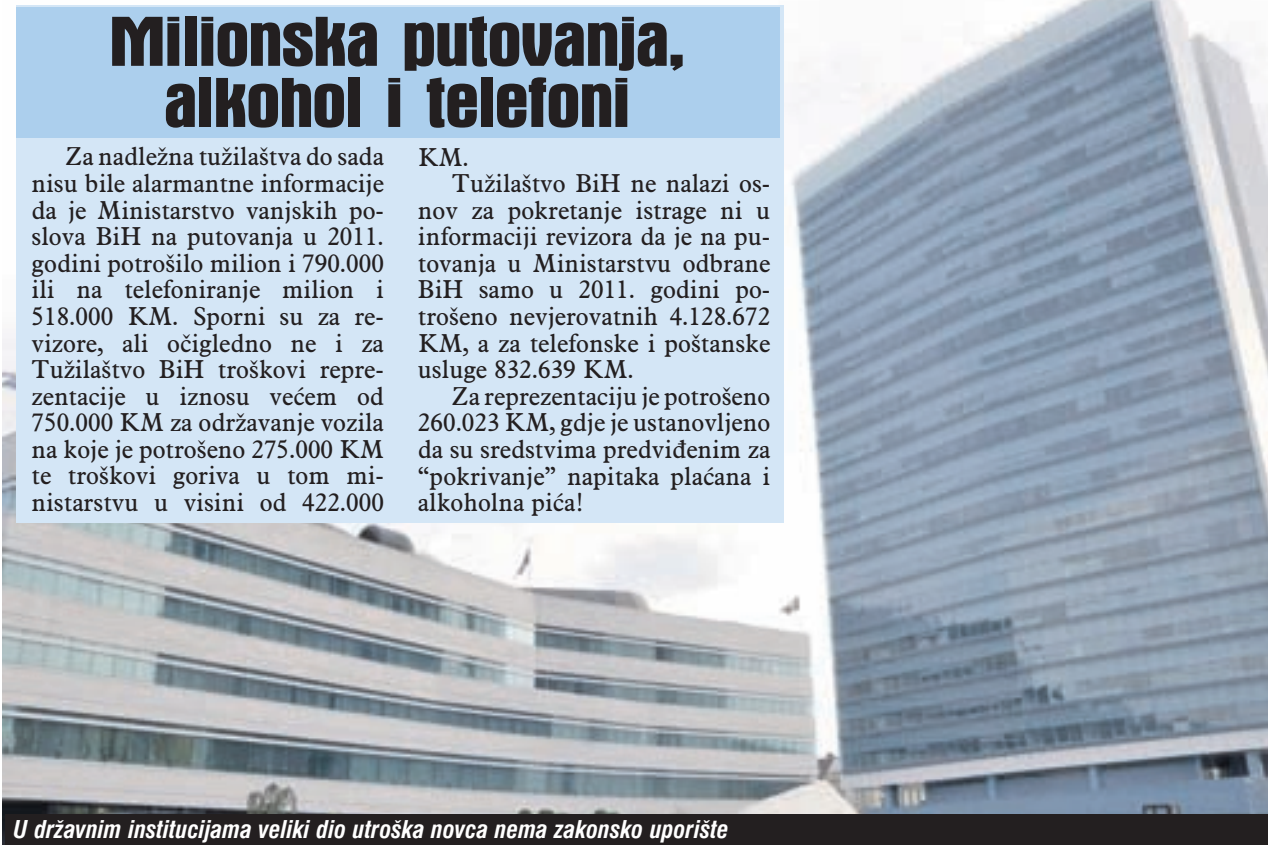 Milionska putovanja,
alkohol i telefoni
Za nadležna tužilaštva do sada
nisu bile alarmantne informacije
da je Ministarstvo vanjskih po-
slova BiH na putovanja u 2011.
godini potrošilo milion i 790.000
ili na telefoniranje milion i
518.000 KM. Sporni su za re-
vizore, ali očigledno ne i za
Tužilaštvo BiH troškovi repre-
zentacije u iznosu većem od
750.000 KM za održavanje vozila
na koje je potrošeno 275.000 KM
te troškovi goriva u tom mi-
nistarstvu u visini od 422.000
KM.
Tužilaštvo BiH ne nalazi os-
nov za pokretanje istrage ni u
informaciji revizora da je na pu-
tovanja u Ministarstvu odbrane
BiH samo u 2011. godini po-
trošeno nevjerovatnih 4.128.672
KM, a za telefonske i poštanske
usluge 832.639 KM.
Za reprezentaciju je potrošeno
260.023 KM, gdje je ustanovljeno
da su sredstvima predviđenim za
“pokrivanje” napitaka plaćana i
alkoholna pića!
U državnim institucijama veliki dio utroška novca nema zakonsko uporište